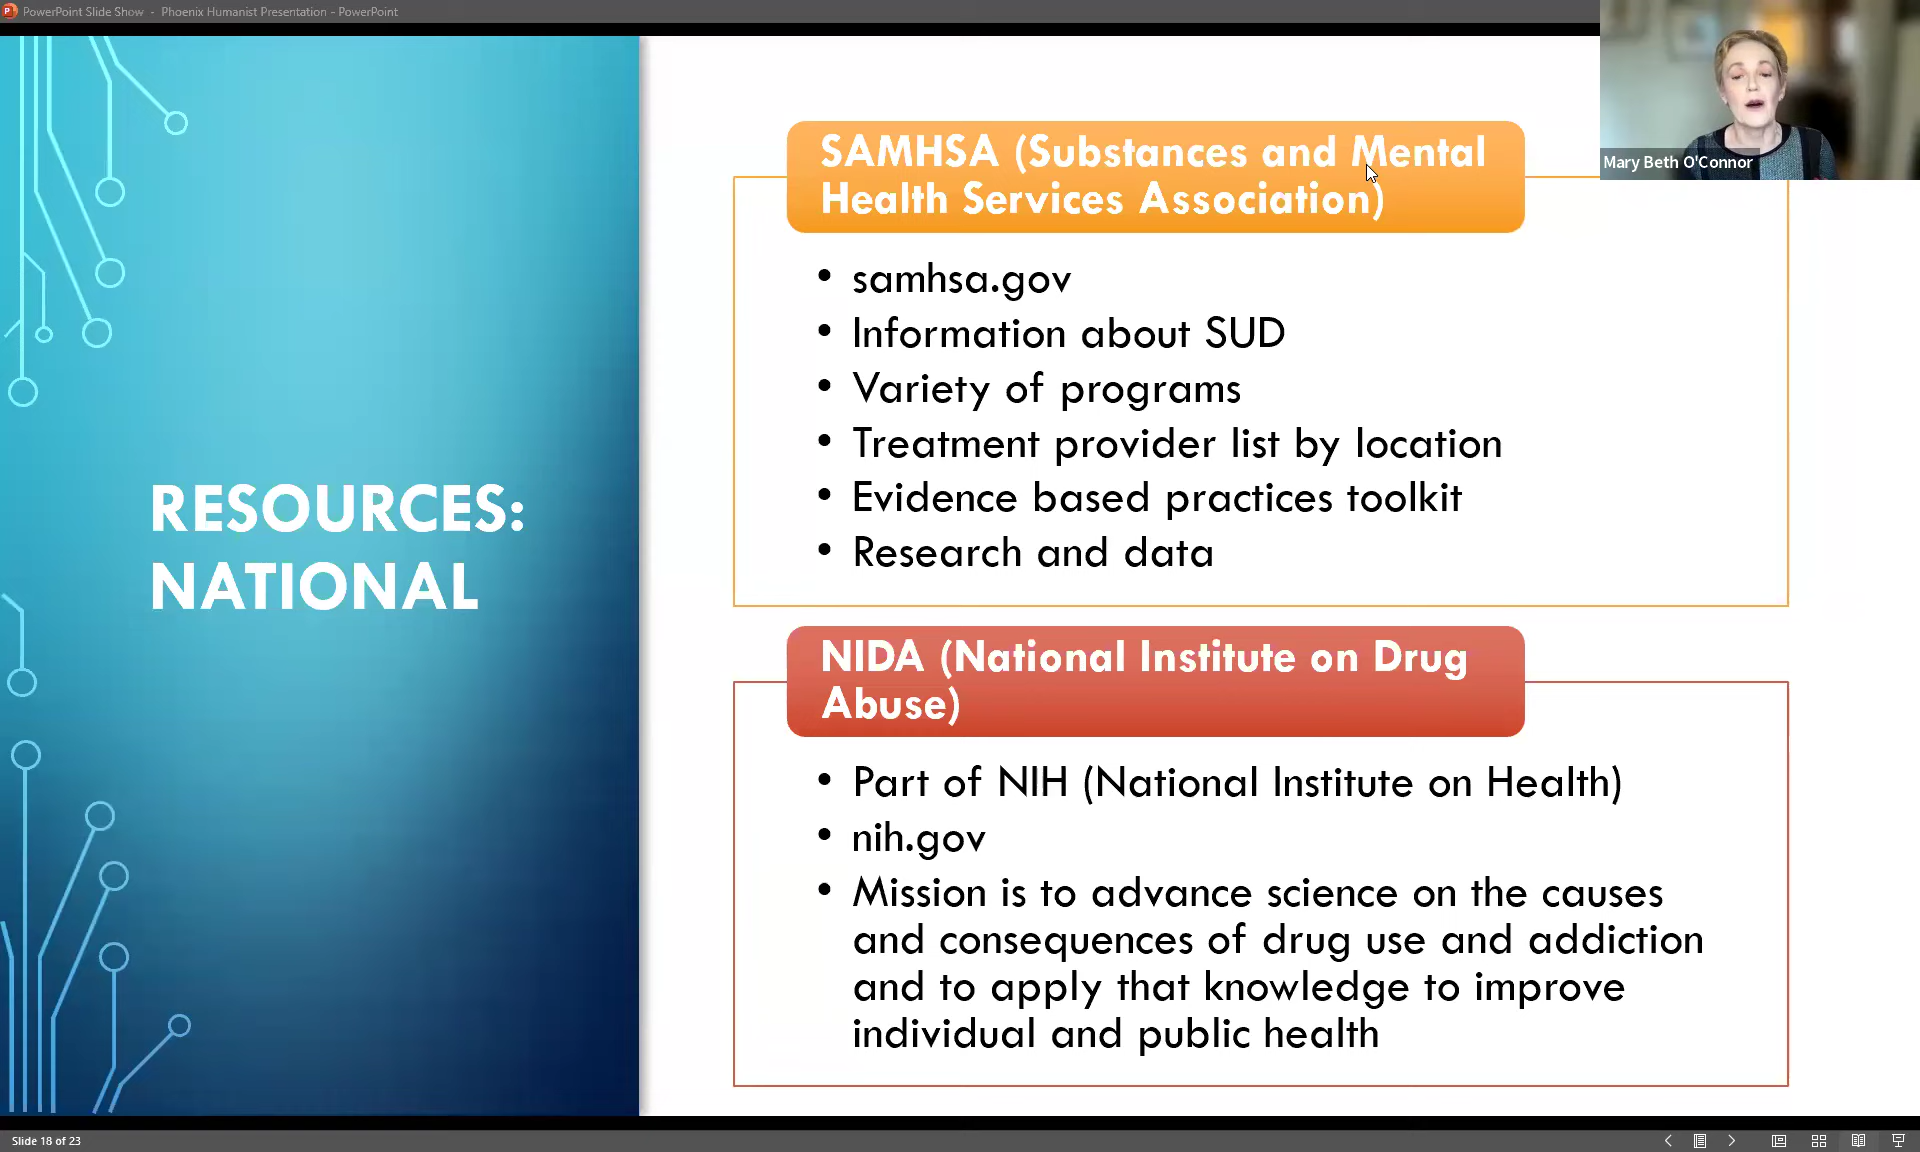 PowerPoint Slide Show - Phoenix Humanist Presentation - PowerPoint
Mary Beth O'Connor
RESOURCES:
NATIONAL
SAMHSA (Substances and Mental
Health Services Association)
• samhsa.gov
• Information about SUD
• Variety of programs
• Treatment provider list by location
• Evidence based practices toolkit
• Research and data
NIDA (National Institute on Drug
Abuse)
• Part of NIH (National Institute on Health)
• nih.gov
• Mission is to advance science on the causes
and consequences of drug use and addiction
and to apply that knowledge to improve
individual and public health
Slide 18 of 23